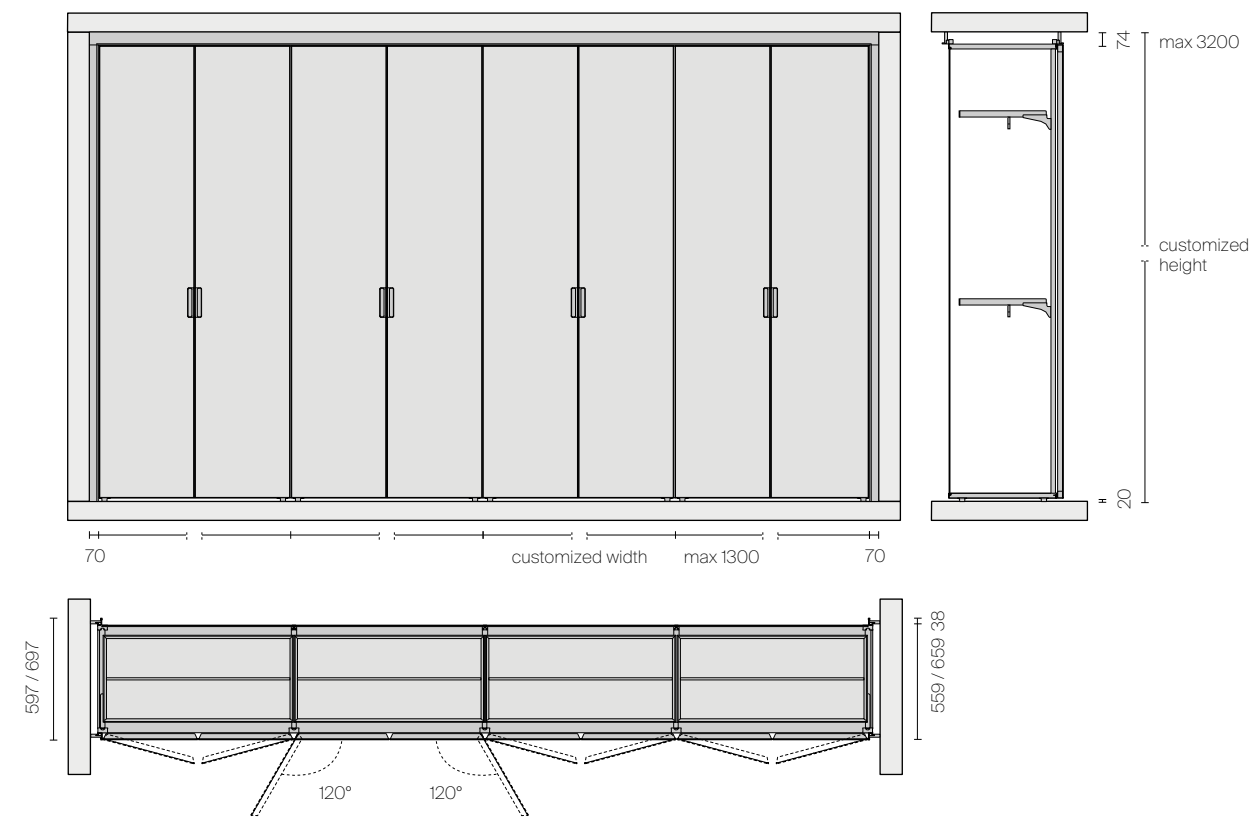 74
max 3200
customized
height
20
70
customized width
max 1300
70
597 / 697
559 / 659
38
120°
120°